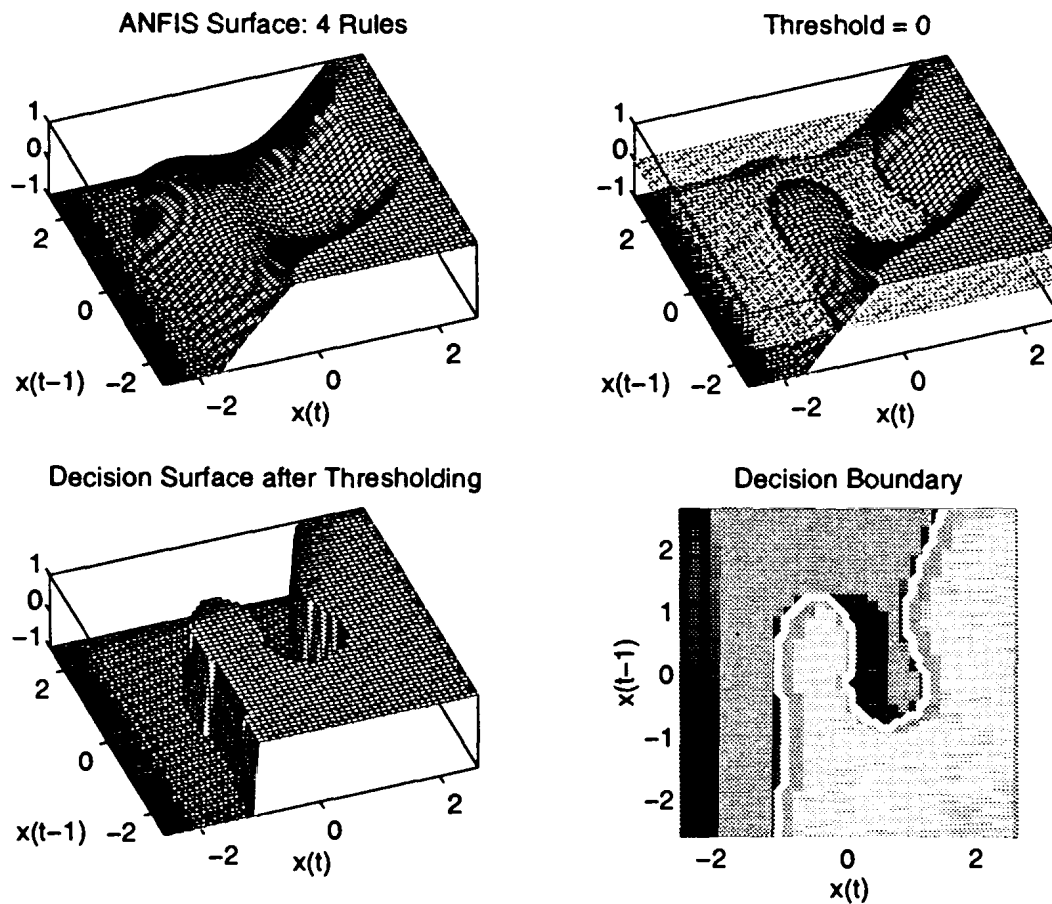 ANFIS Surface: 4 Rules
1
0
−1
2
0
−2
x(t−1)
−2
0
2
x(t)
Threshold = 0
1
0
−1
2
0
−2
x(t−1)
−2
0
2
x(t)
Decision Surface after Thresholding
1
0
−1
2
0
−2
x(t−1)
−2
0
2
x(t)
Decision Boundary
2
1
0
−1
−2
x(t−1)
−2
0
2
x(t)